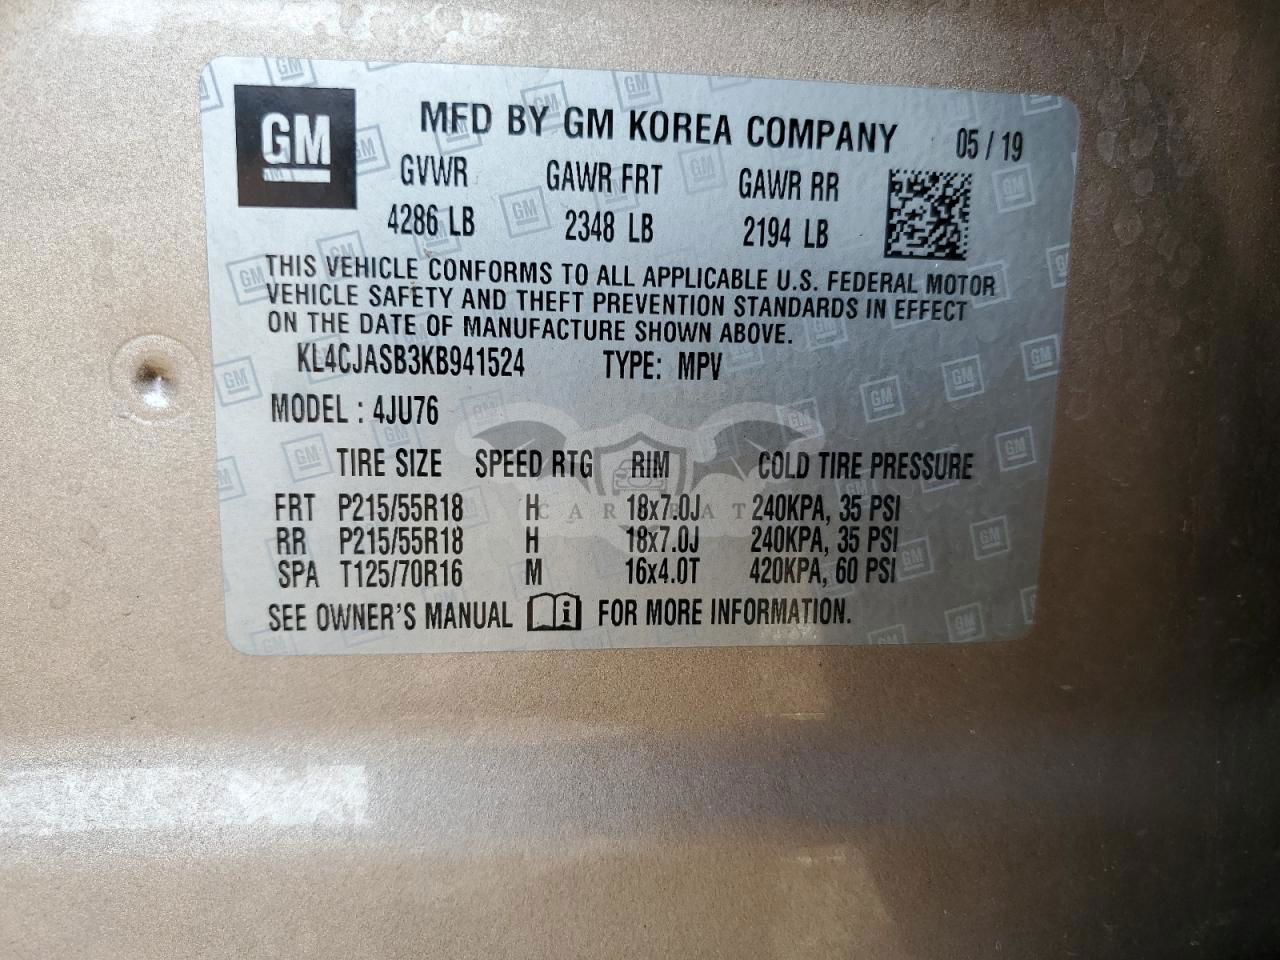 GM
MFD BY GM KOREA COMPANY 05 / 19
GVWR GAWR FRT GAWR RR
4286 LB 2348 LB 2194 LB
THIS VEHICLE CONFORMS TO ALL APPLICABLE U.S. FEDERAL MOTOR
VEHICLE SAFETY AND THEFT PREVENTION STANDARDS IN EFFECT
ON THE DATE OF MANUFACTURE SHOWN ABOVE.
KL4CJASB3KB941524 TYPE: MPV
MODEL : 4JU76
TIRE SIZE SPEED RTG RIM COLD TIRE PRESSURE
FRT P215/55R18 H 18x7.0J 240KPA, 35 PSI
RR P215/55R18 H 18x7.0J 240KPA, 35 PSI
SPA T125/70R16 M 16x4.0T 420KPA, 60 PSI
SEE OWNER'S MANUAL FOR MORE INFORMATION.